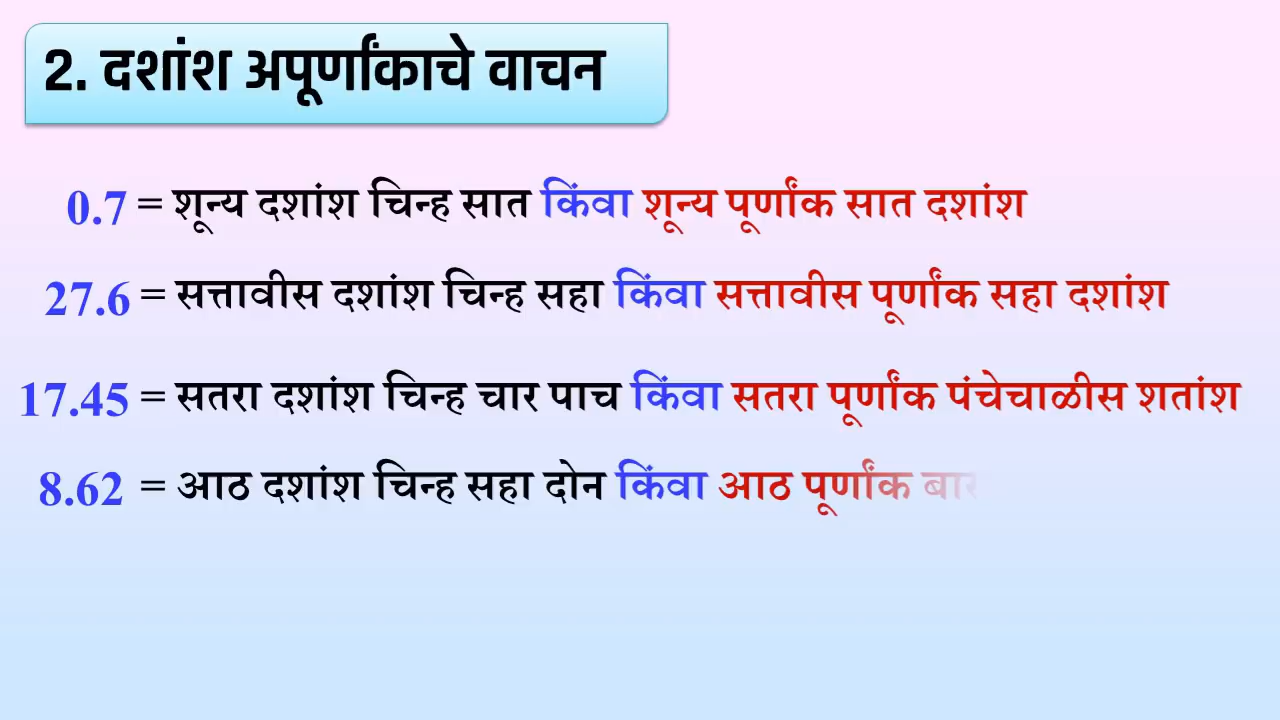 2. दशांश अपूर्णांकाचे वाचन
0.7 = शून्य दशांश चिन्ह सात किंवा शून्य पूर्णांक सात दशांश
27.6 = सत्तावीस दशांश चिन्ह सहा किंवा सत्तावीस पूर्णांक सहा दशांश
17.45 = सतरा दशांश चिन्ह चार पाच किंवा सतरा पूर्णांक पंचेचाळीस शतांश
8.62 = आठ दशांश चिन्ह सहा दोन किंवा आठ पूर्णांक